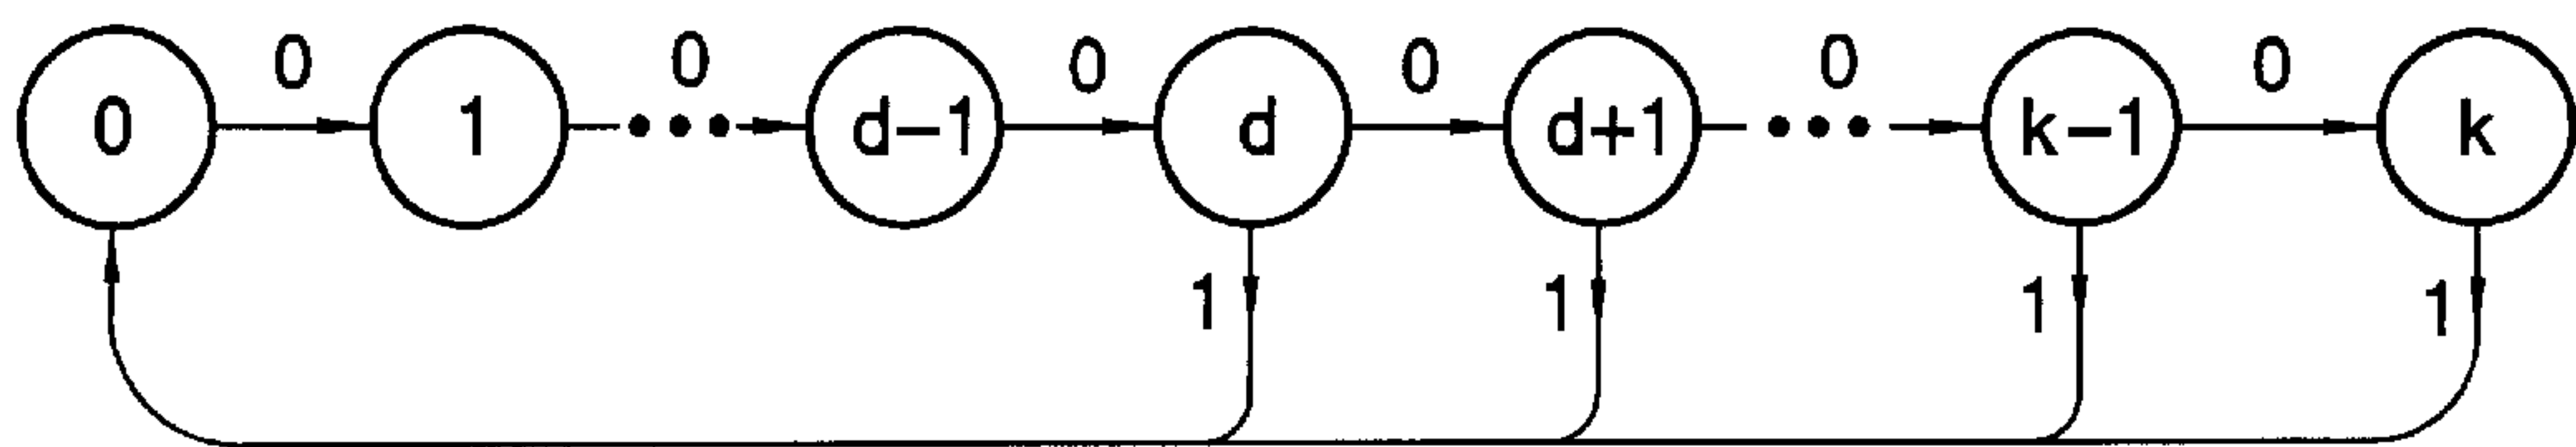 0 0 0 0 0 0
0 1 ••• d-1 d d+1 ••• k-1 k
1 1 1 1